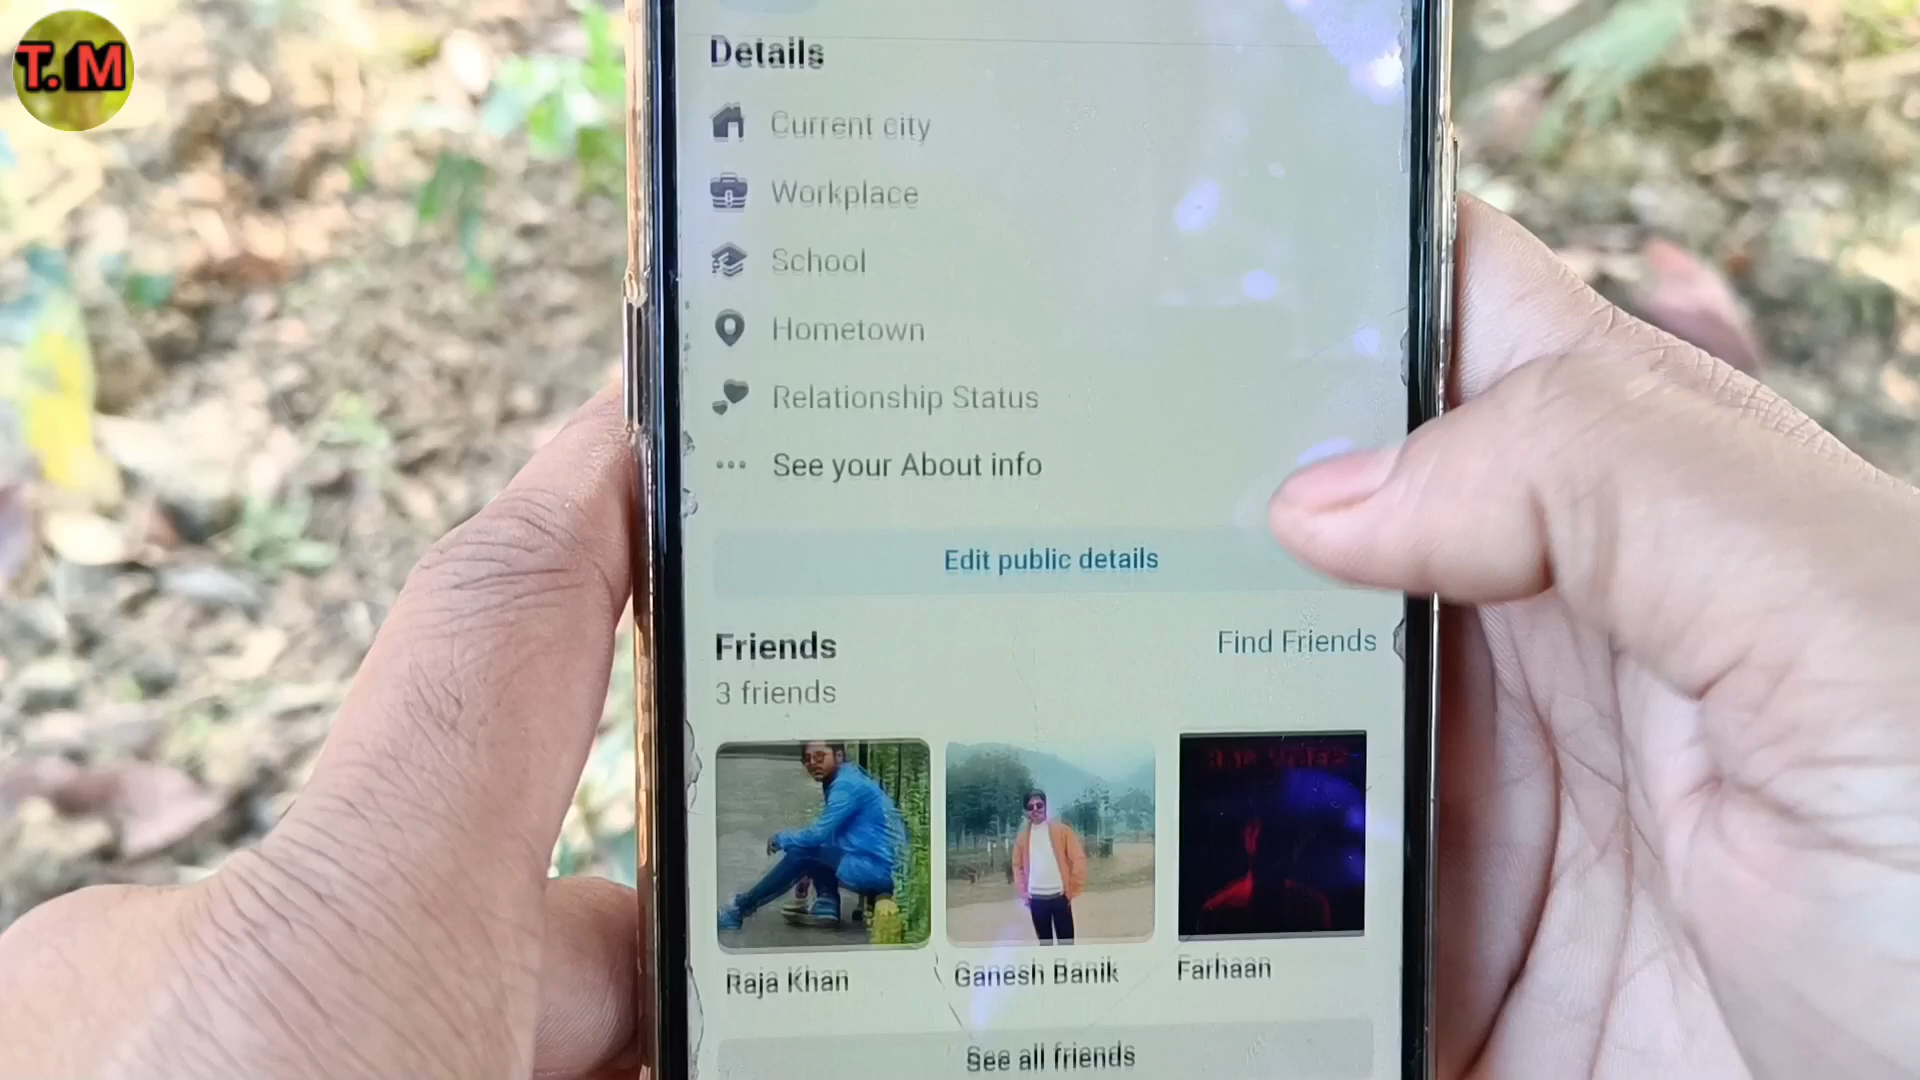 T. M
Details
Current city
Workplace
School
Hometown
Relationship Status
See your About info
Edit public details
Friends
Find Friends
3 friends
Raja Khan
Ganesh Banik
Farhaan
See all friends